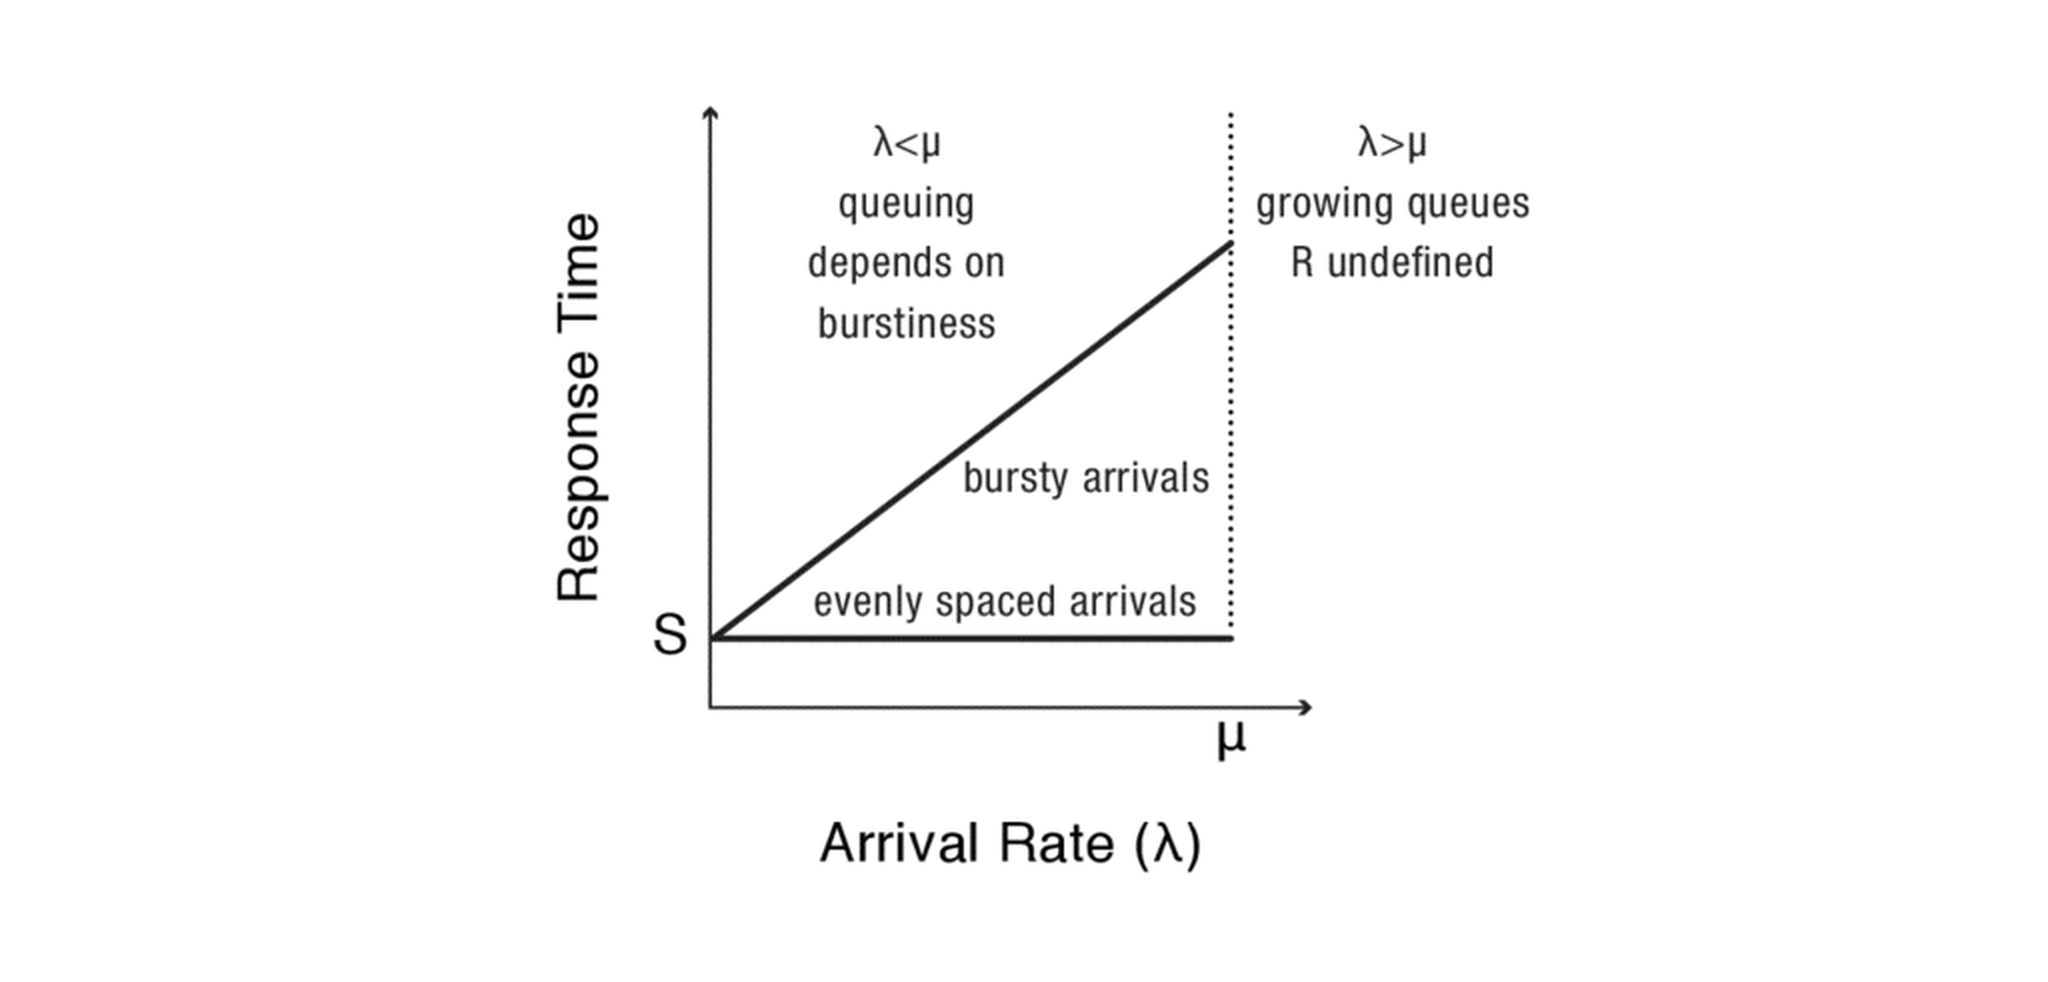 λ<μ
queuing
depends on
burstiness
λ>μ
growing queues
R undefined
Response Time
bursty arrivals
evenly spaced arrivals
S
μ
Arrival Rate (λ)